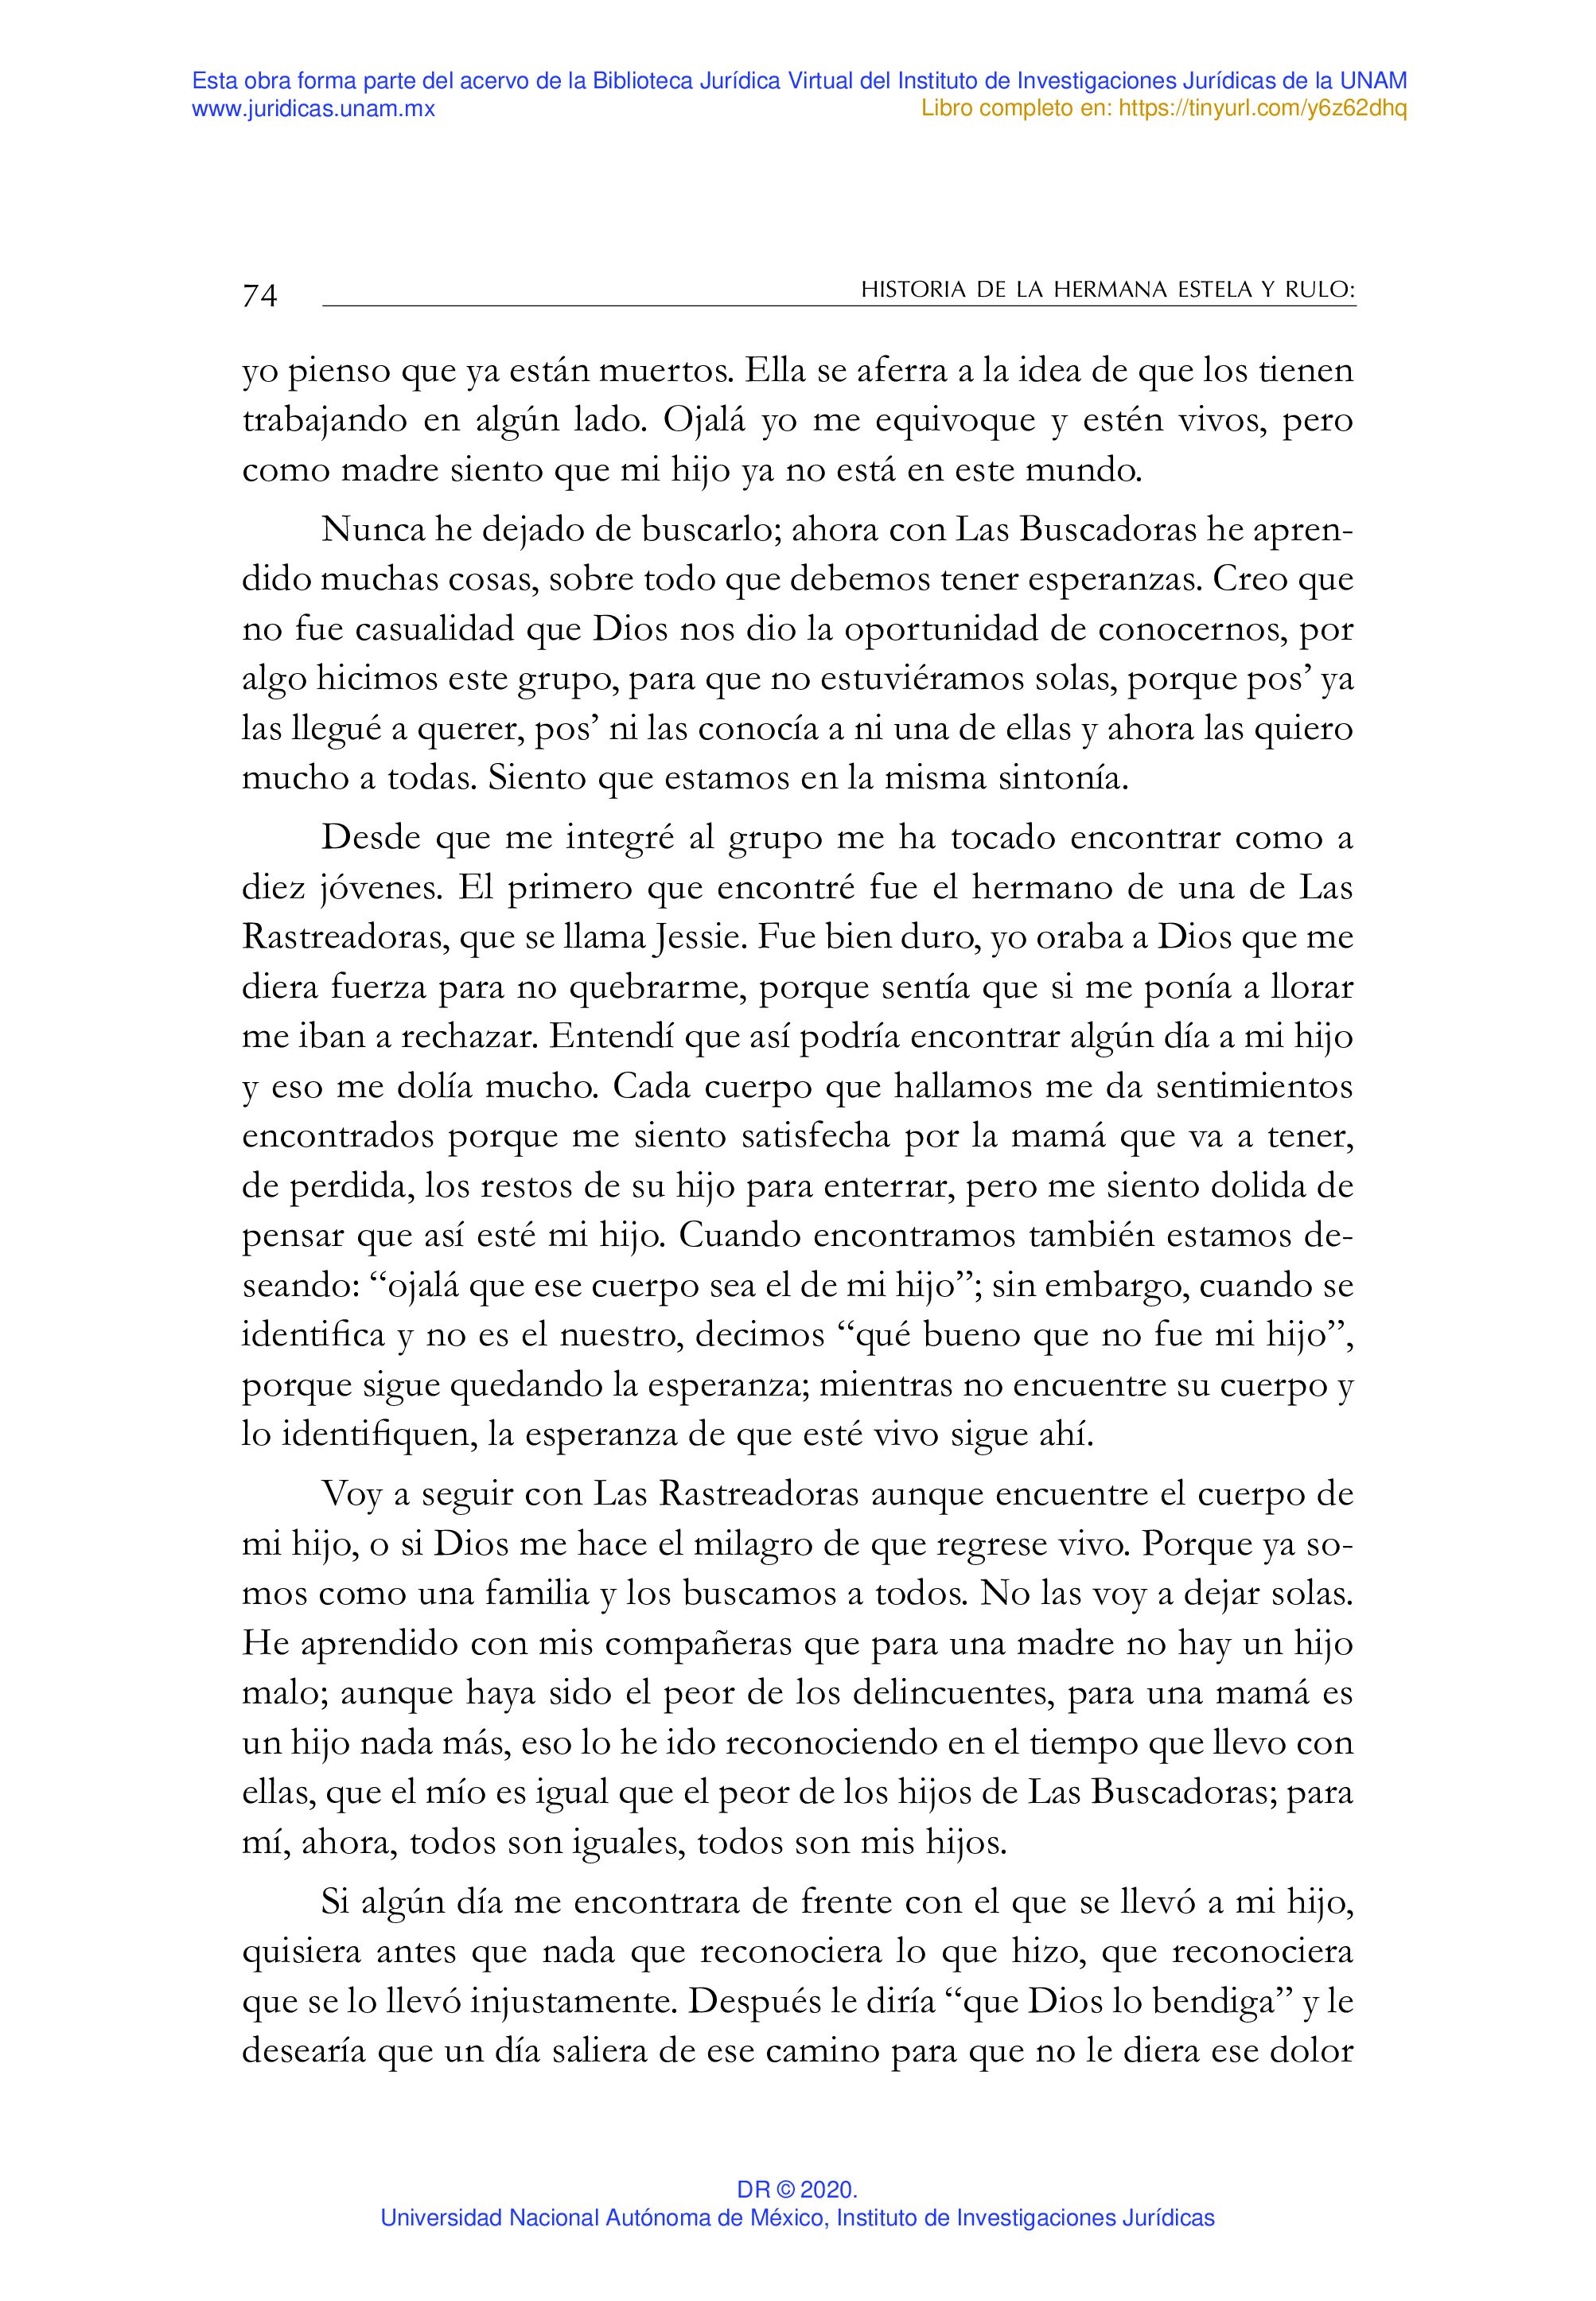 Esta obra forma parte del acervo de la Biblioteca Jurídica Virtual del Instituto de Investigaciones Jurídicas de la UNAM
www.juridicas.unam.mx
Libro completo en: https://tinyurl.com/y6z62dhq
74
HISTORIA DE LA HERMANA ESTELA Y RULO:
yo pienso que ya están muertos. Ella se aferra a la idea de que los tienen
trabajando en algún lado. Ojalá yo me equivoque y estén vivos, pero
como madre siento que mi hijo ya no está en este mundo.
Nunca he dejado de buscarlo; ahora con Las Buscadoras he apren-
dido muchas cosas, sobre todo que debemos tener esperanzas. Creo que
no fue casualidad que Dios nos dio la oportunidad de conocernos, por
algo hicimos este grupo, para que no estuviéramos solas, porque pos’ ya
las llegué a querer, pos’ ni las conocía a ni una de ellas y ahora las quiero
mucho a todas. Siento que estamos en la misma sintonía.
Desde que me integré al grupo me ha tocado encontrar como a
diez jóvenes. El primero que encontré fue el hermano de una de Las
Rastreadoras, que se llama Jessie. Fue bien duro, yo oraba a Dios que me
diera fuerza para no quebrarme, porque sentía que si me ponía a llorar
me iban a rechazar. Entendí que así podría encontrar algún día a mi hijo
y eso me dolía mucho. Cada cuerpo que hallamos me da sentimientos
encontrados porque me siento satisfecha por la mamá que va a tener,
de perdida, los restos de su hijo para enterrar, pero me siento dolida de
pensar que así esté mi hijo. Cuando encontramos también estamos de-
seando: “ojalá que ese cuerpo sea el de mi hijo”; sin embargo, cuando se
identifica y no es el nuestro, decimos “qué bueno que no fue mi hijo”,
porque sigue quedando la esperanza; mientras no encuentre su cuerpo y
lo identifiquen, la esperanza de que esté vivo sigue ahí.
Voy a seguir con Las Rastreadoras aunque encuentre el cuerpo de
mi hijo, o si Dios me hace el milagro de que regrese vivo. Porque ya so-
mos como una familia y los buscamos a todos. No las voy a dejar solas.
He aprendido con mis compañeras que para una madre no hay un hijo
malo; aunque haya sido el peor de los delincuentes, para una mamá es
un hijo nada más, eso lo he ido reconociendo en el tiempo que llevo con
ellas, que el mío es igual que el peor de los hijos de Las Buscadoras; para
mí, ahora, todos son iguales, todos son mis hijos.
Si algún día me encontrara de frente con el que se llevó a mi hijo,
quisiera antes que nada que reconociera lo que hizo, que reconociera
que se lo llevó injustamente. Después le diría “que Dios lo bendiga” y le
desearía que un día saliera de ese camino para que no le diera ese dolor
DR © 2020.
Universidad Nacional Autónoma de México, Instituto de Investigaciones Jurídicas